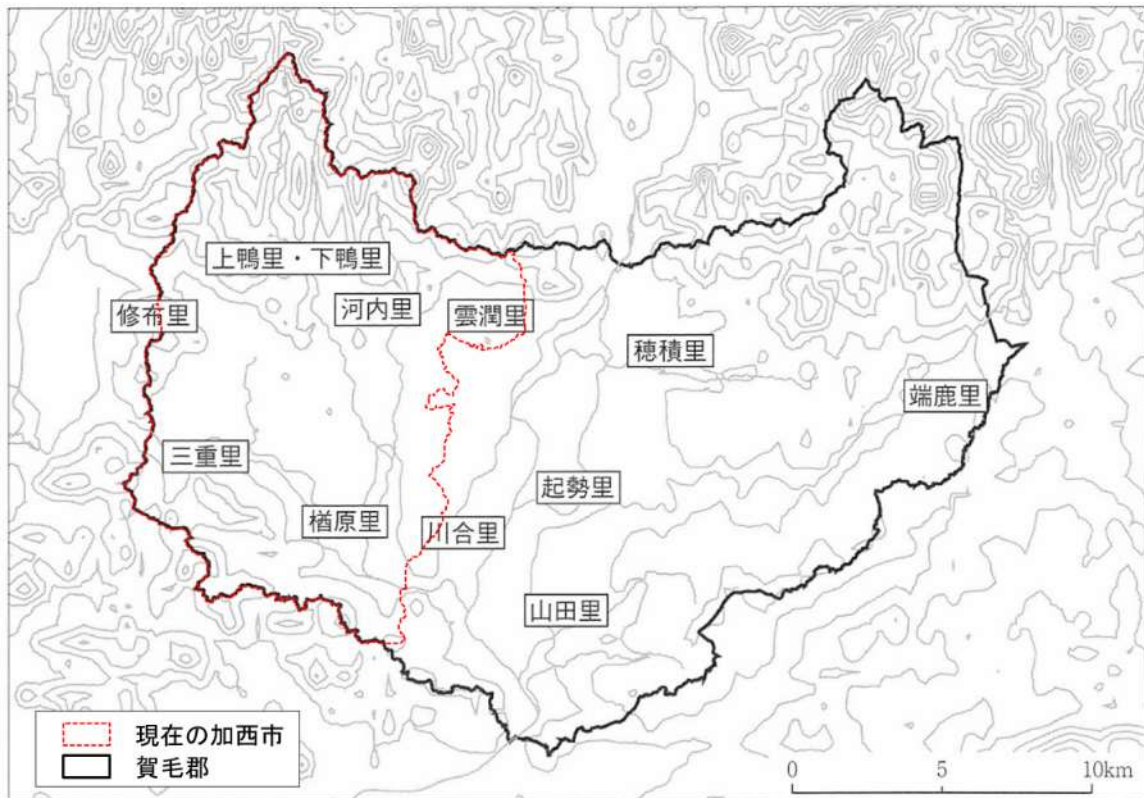 上鴨里・下鴨里
修布里
河内里
雲潤里
穂積里
端鹿里
三重里
起勢里
楢原里
川合里
山田里
現在の加西市
賀毛郡
0 5 10km